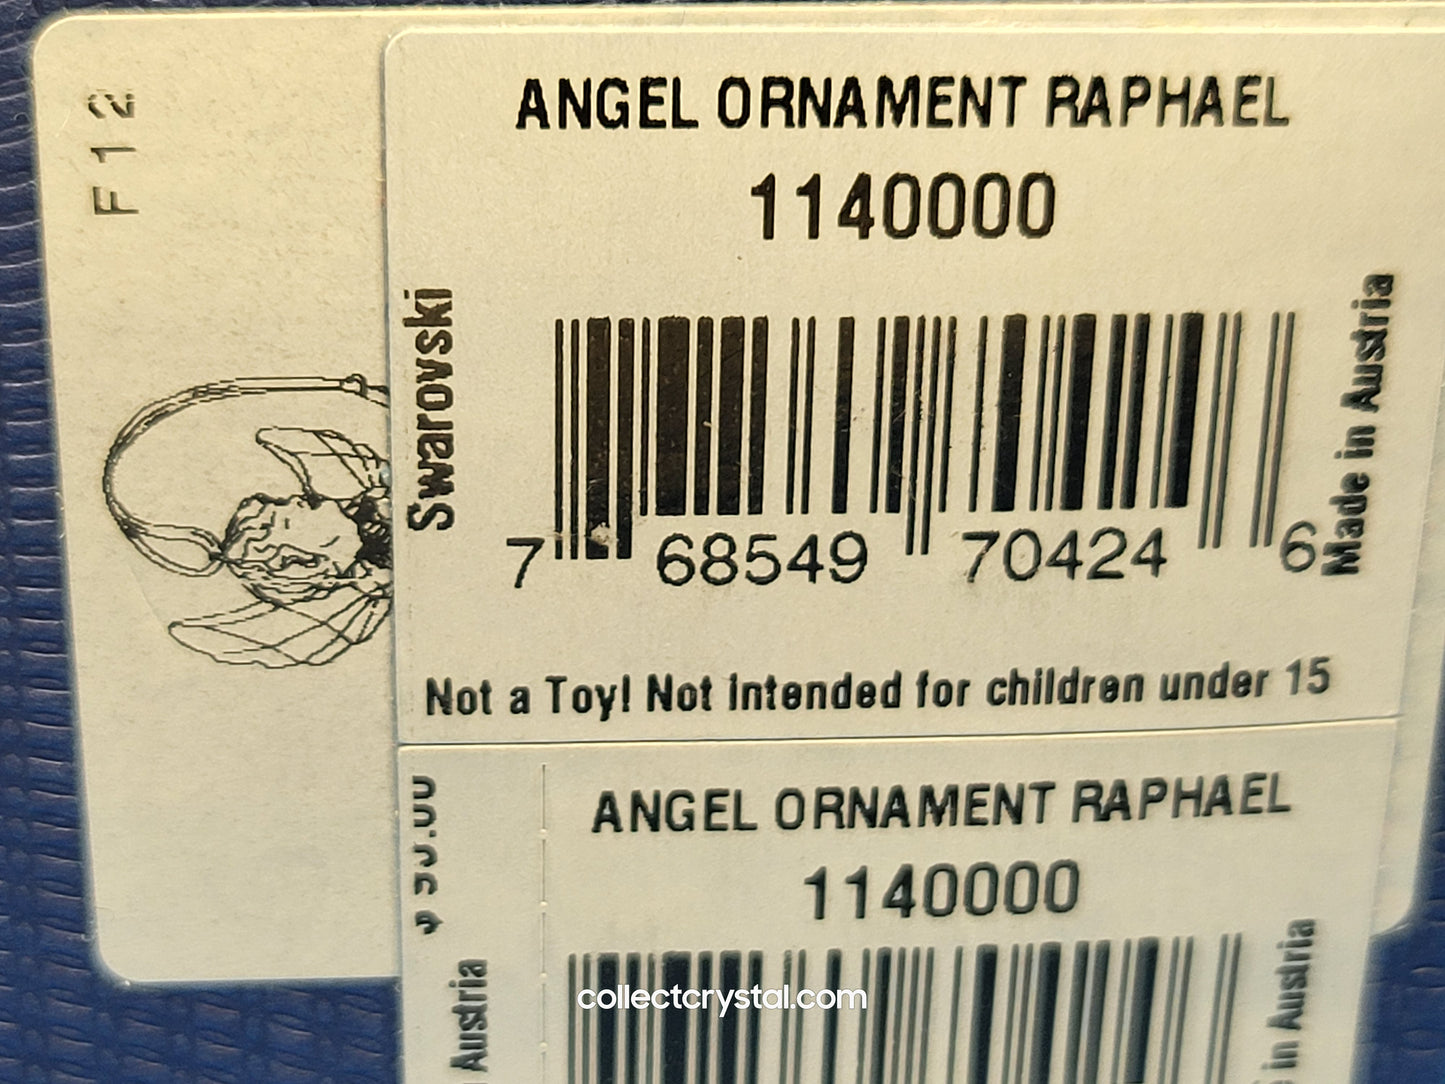 F12
ANGEL ORNAMENT RAPHAEL
1140000
Swarovski
Made in Austria
7 68549 70424 6
Not a Toy! Not intended for children under 15
ANGEL ORNAMENT RAPHAEL
1140000
Austria
in Austria
collectcrystal.com